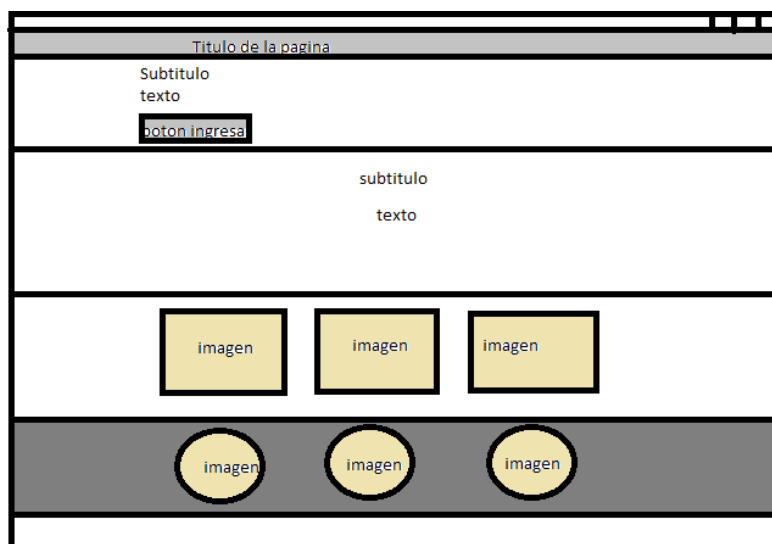 Titulo de la pagina
Subtitulo
texto
boton ingresa
subtitulo
texto
imagen
imagen
imagen
imagen
imagen
imagen